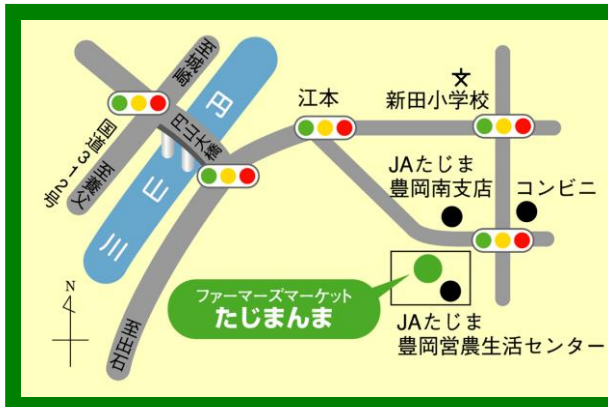 至城崎
円山川
円山大橋
国道312号
至養父
江本
新田小学校
JAたじま
豊岡南支店
コンビニ
N
ファーマーズマーケット
たじまんま
JAたじま
豊岡営農生活センター
至出石